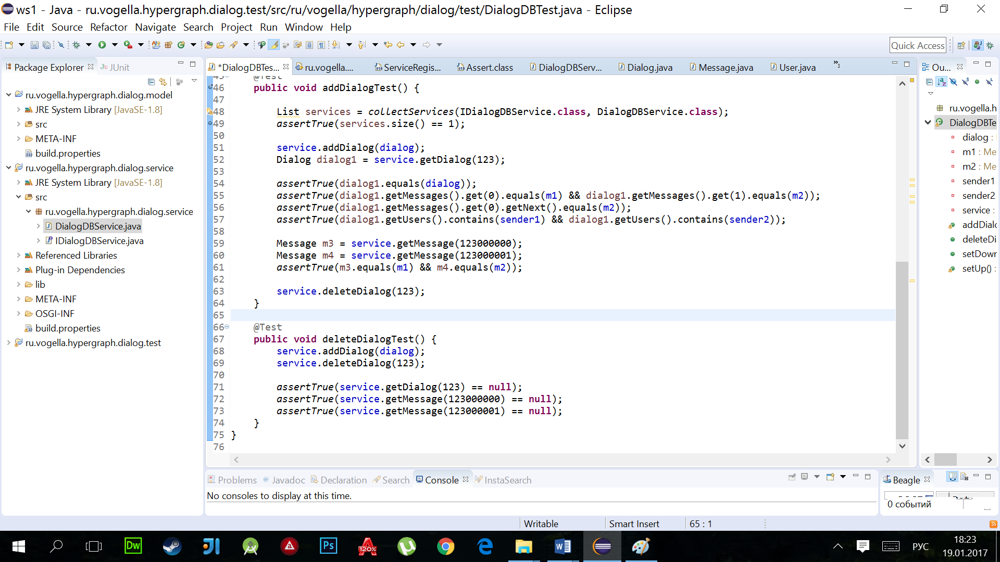 ws1 - Java - ru.vogella.hypergraph.dialog.test/src/ru/vogella/hypergraph/dialog/test/DialogDBTest.java - Eclipse
File Edit Source Refactor Navigate Search Project Run Window Help
Quick Access
Package Explorer JUnit
ru.vogella.hypergraph.dialog.model
JRE System Library [JavaSE-1.8]
src
META-INF
build.properties
ru.vogella.hypergraph.dialog.service
JRE System Library [JavaSE-1.8]
src
ru.vogella.hypergraph.dialog.service
DialogDBService.java
IDialogDBService.java
Referenced Libraries
Plug-in Dependencies
lib
META-INF
OSGI-INF
build.properties
ru.vogella.hypergraph.dialog.test
*DialogDBTes... ru.vogella.... ServiceRegis... Assert.class DialogDBServ... Dialog.java Message.java User.java »3
45 @Test
46 public void addDialogTest() {
47
48 List services = collectServices(IDialogDBService.class, DialogDBService.class);
49 assertTrue(services.size() == 1);
50
51 service.addDialog(dialog);
52 Dialog dialog1 = service.getDialog(123);
53
54 assertTrue(dialog1.equals(dialog));
55 assertTrue(dialog1.getMessages().get(0).equals(m1) && dialog1.getMessages().get(1).equals(m2));
56 assertTrue(dialog1.getMessages().get(0).getNext().equals(m2));
57 assertTrue(dialog1.getUsers().contains(sender1) && dialog1.getUsers().contains(sender2));
58
59 Message m3 = service.getMessage(123000000);
60 Message m4 = service.getMessage(123000001);
61 assertTrue(m3.equals(m1) && m4.equals(m2));
62
63 service.deleteDialog(123);
64 }
65
66 @Test
67 public void deleteDialogTest() {
68 service.addDialog(dialog);
69 service.deleteDialog(123);
70
71 assertTrue(service.getDialog(123) == null);
72 assertTrue(service.getMessage(123000000) == null);
73 assertTrue(service.getMessage(123000001) == null);
74 }
75 }
76
Ou...
ru.vogella.h
DialogDBTe
dialog :
m1 : Me
m2 : Me
sender1
sender2
service :
addDialo
deleteDi
setDown
setUp() :
Problems @ Javadoc Declaration Search Console InstaSearch
No consoles to display at this time.
Beagle
0 событий
Writable Smart Insert 65 : 1
Dw Ps 120% W
РУС
18:23
19.01.2017